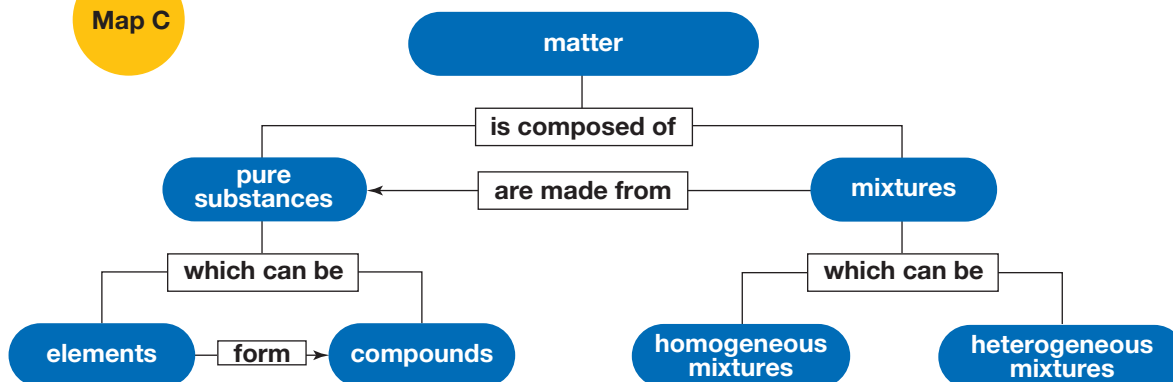 Map C
matter
is composed of
pure
substances
are made from
mixtures
which can be
which can be
elements
form
compounds
homogeneous
mixtures
heterogeneous
mixtures